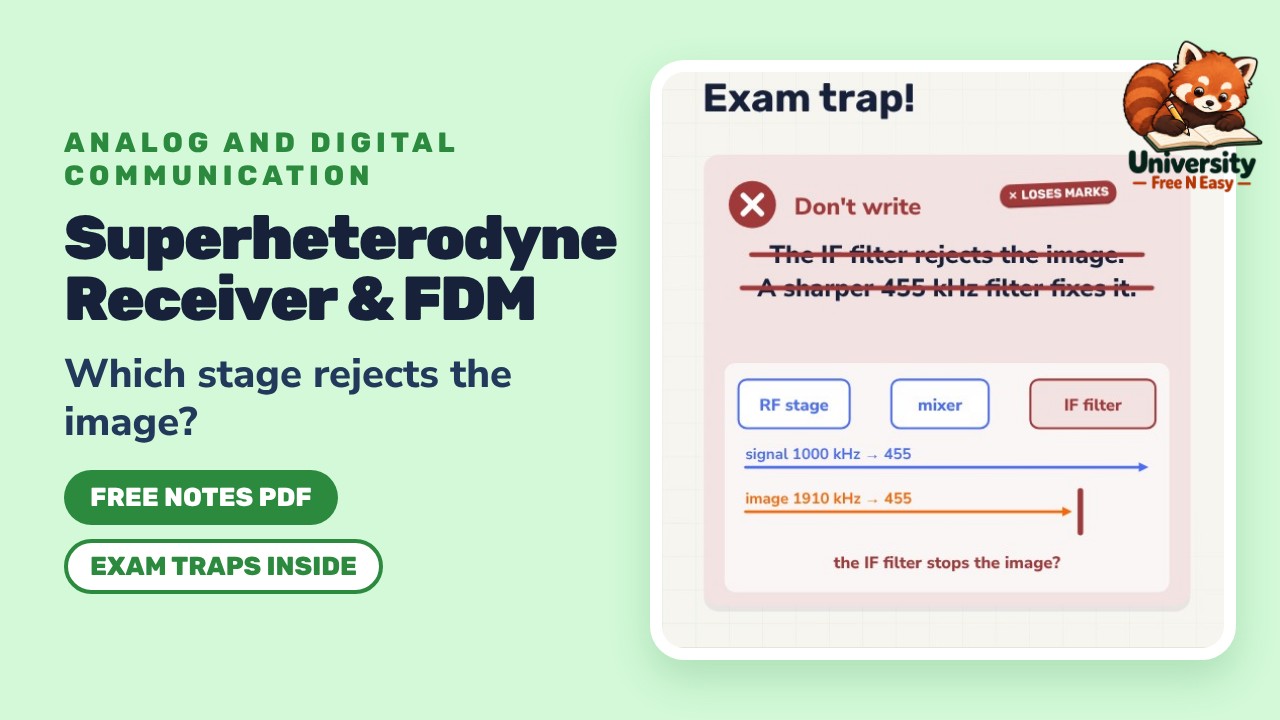 ANALOG AND DIGITAL
COMMUNICATION
Superheterodyne
Receiver & FDM
Which stage rejects the
image?
FREE NOTES PDF
EXAM TRAPS INSIDE
Exam trap!
University
Free N Easy
Don't write
× LOSES MARKS
The IF filter rejects the image.
A sharper 455 kHz filter fixes it.
RF stage
mixer
IF filter
signal 1000 kHz → 455
image 1910 kHz → 455
the IF filter stops the image?